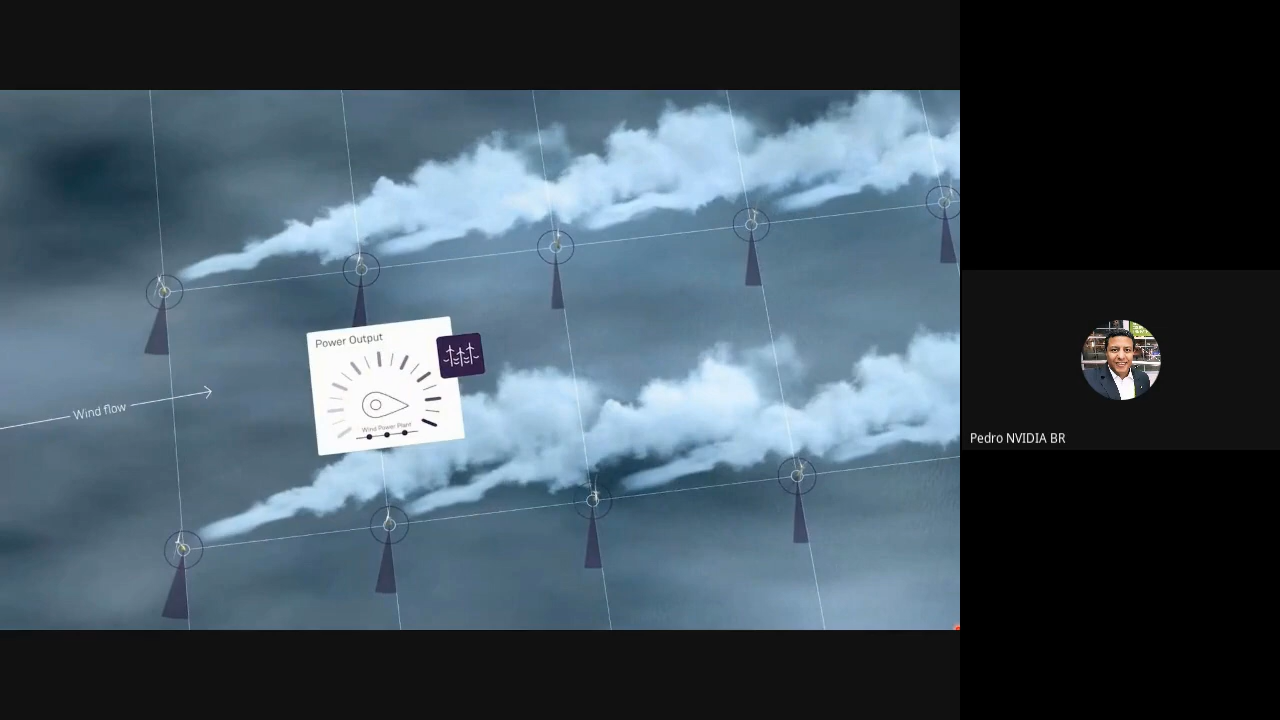 Power Output
Wind Power Plant
Wind flow
Pedro NVIDIA BR